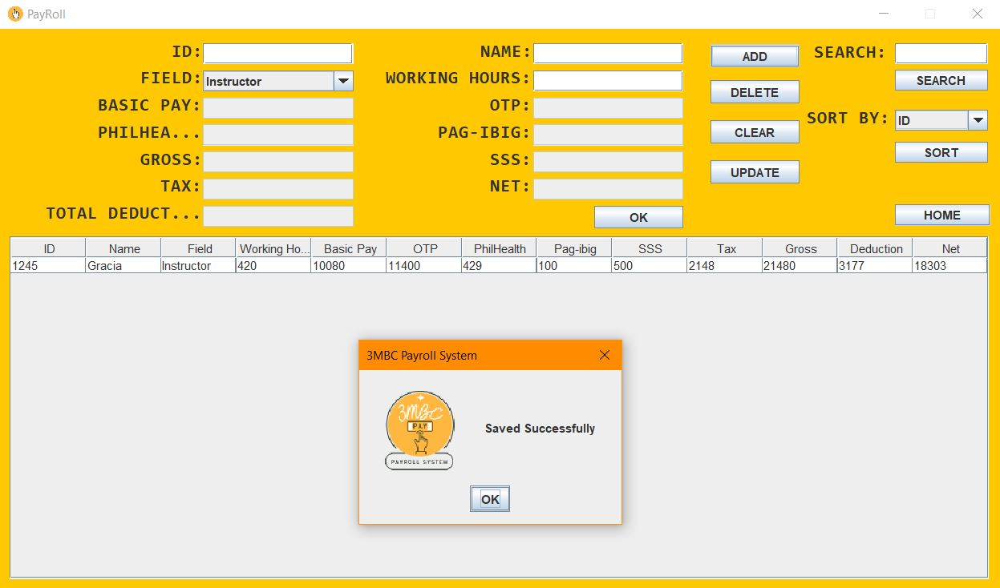 PayRoll
ID: NAME: ADD SEARCH:
FIELD: Instructor WORKING HOURS: SEARCH
BASIC PAY: OTP: DELETE
PHILHEA... PAG-IBIG: CLEAR SORT BY: ID
GROSS: SSS: SORT
TAX: NET: UPDATE
TOTAL DEDUCT... OK HOME
ID Name Field Working Ho... Basic Pay OTP PhilHealth Pag-ibig SSS Tax Gross Deduction Net
1245 Gracia Instructor 420 10080 11400 429 100 500 2148 21480 3177 18303
3MBC Payroll System
3MBC
PAY
PAYROLL SYSTEM
Saved Successfully
OK